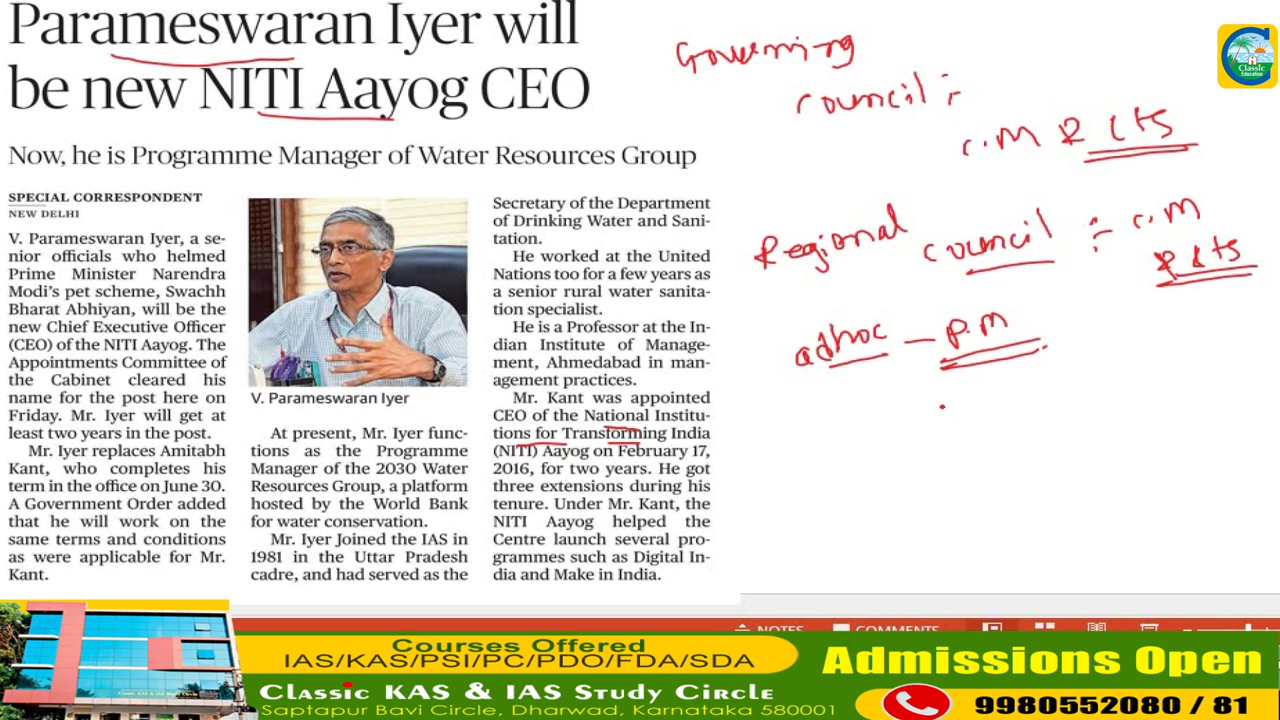 Parameswaran Iyer will
be new NITI Aayog CEO
Now, he is Programme Manager of Water Resources Group
SPECIAL CORRESPONDENT
NEW DELHI
V. Parameswaran Iyer, a se-
nior officials who helmed
Prime Minister Narendra
Modi's pet scheme, Swachh
Bharat Abhiyan, will be the
new Chief Executive Officer
(CEO) of the NITI Aayog. The
Appointments Committee of
the Cabinet cleared his
name for the post here on
Friday. Mr. Iyer will get at
least two years in the post.
Mr. Iyer replaces Amitabh
Kant, who completes his
term in the office on June 30.
A Government Order added
that he will work on the
same terms and conditions
as were applicable for Mr.
Kant.
V. Parameswaran Iyer
At present, Mr. Iyer func-
tions as the Programme
Manager of the 2030 Water
Resources Group, a platform
hosted by the World Bank
for water conservation.
Mr. Iyer Joined the IAS in
1981 in the Uttar Pradesh
cadre, and had served as the
Secretary of the Department
of Drinking Water and Sani-
tation.
He worked at the United
Nations too for a few years as
a senior rural water sanita-
tion specialist.
He is a Professor at the In-
dian Institute of Manage-
ment, Ahmedabad in man-
agement practices.
Mr. Kant was appointed
CEO of the National Institu-
tions for Transforming India
(NITI) Aayog on February 17,
2016, for two years. He got
three extensions during his
tenure. Under Mr. Kant, the
NITI Aayog helped the
Centre launch several pro-
grammes such as Digital In-
dia and Make in India.
Governing
council :-
C.M & Lts
Regional council :- C.M
& Lts
adhoc - P.M
Classic
Education
NOTES COMMENTS
Courses Offered
IAS/KAS/PSI/PC/PDO/FDA/SDA
Classic KAS & IAS Study Circle
Saptapur Bavi Circle, Dharwad, Karnataka 580001
Admissions Open
9980552080 / 81